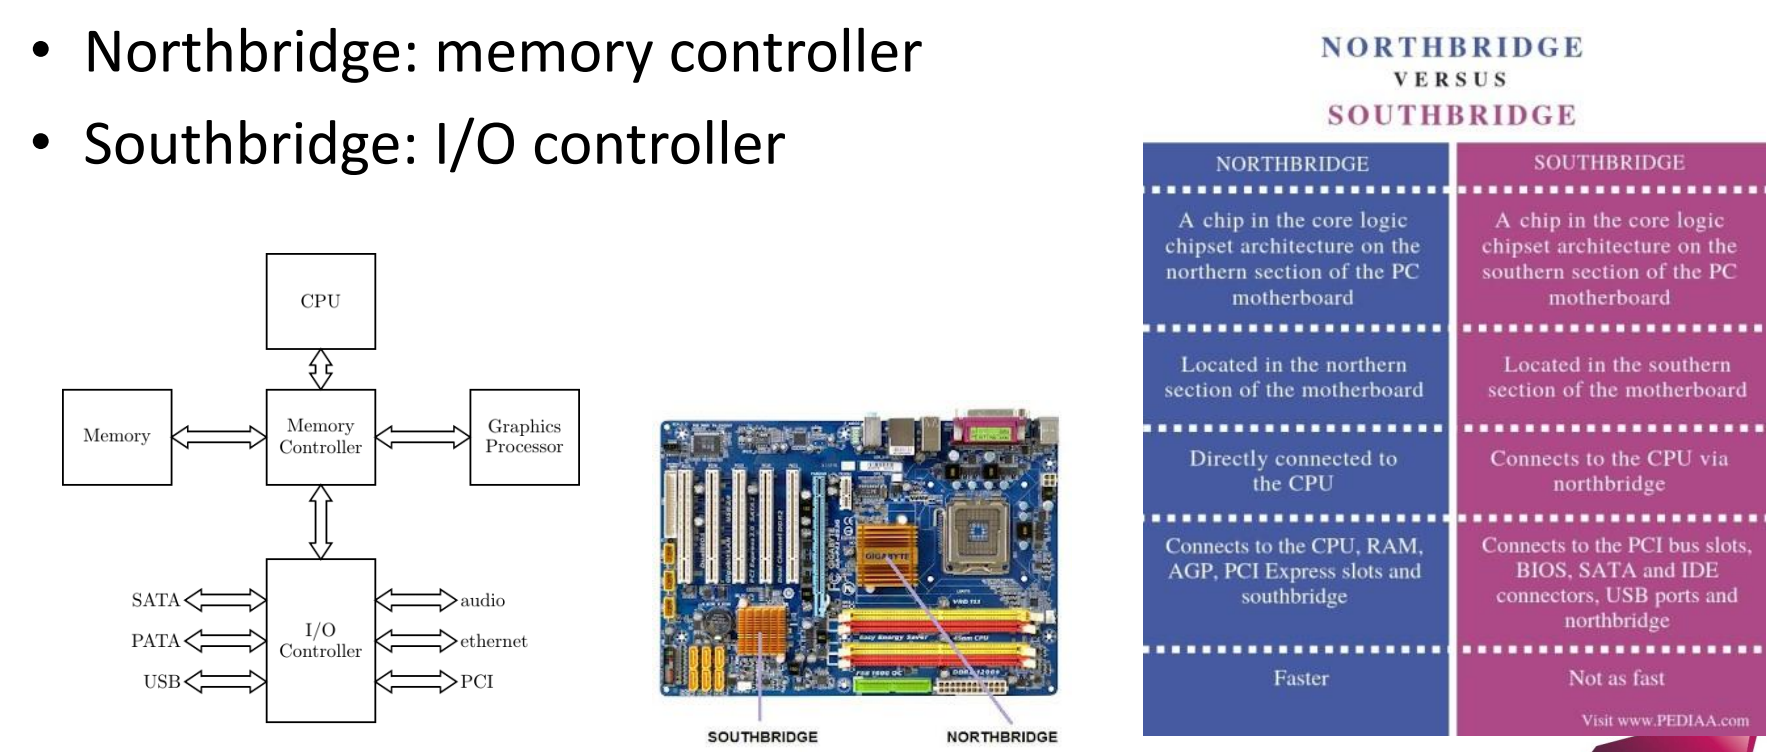 • Northbridge: memory controller
• Southbridge: I/O controller
CPU
Memory
Memory
Controller
Graphics
Processor
I/O
Controller
SATA
PATA
USB
audio
ethernet
PCI
GIGABYTE
Easy Energy Saver
45nm CPU
SOUTHBRIDGE
NORTHBRIDGE
NORTHBRIDGE
VERSUS
SOUTHBRIDGE
NORTHBRIDGE
A chip in the core logic
chipset architecture on the
northern section of the PC
motherboard
Located in the northern
section of the motherboard
Directly connected to
the CPU
Connects to the CPU, RAM,
AGP, PCI Express slots and
southbridge
Faster
SOUTHBRIDGE
A chip in the core logic
chipset architecture on the
southern section of the PC
motherboard
Located in the southern
section of the motherboard
Connects to the CPU via
northbridge
Connects to the PCI bus slots,
BIOS, SATA and IDE
connectors, USB ports and
northbridge
Not as fast
Visit www.PEDIAA.com